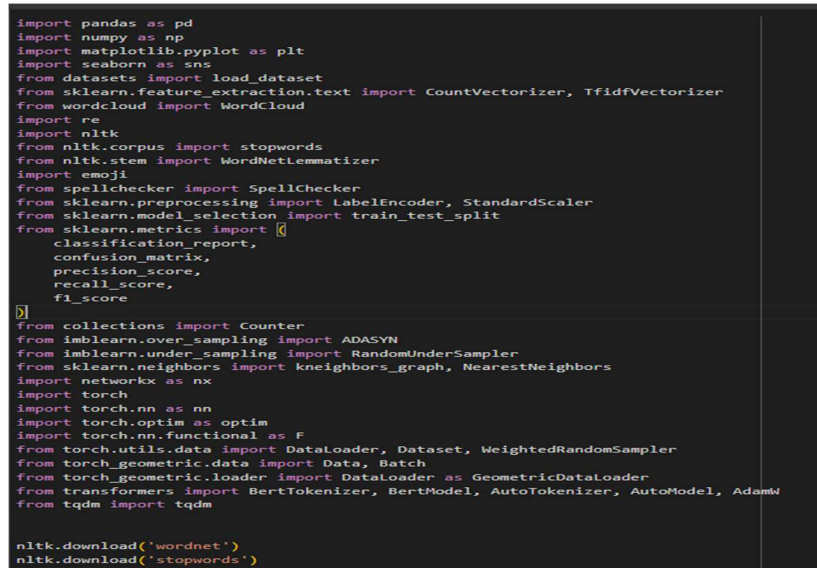 import pandas as pd
import numpy as np
import matplotlib.pyplot as plt
import seaborn as sns
from datasets import load_dataset
from sklearn.feature_extraction.text import CountVectorizer, TfidfVectorizer
from wordcloud import WordCloud
import re
import nltk
from nltk.corpus import stopwords
from nltk.stem import WordNetLemmatizer
import emoji
from spellchecker import SpellChecker
from sklearn.preprocessing import LabelEncoder, StandardScaler
from sklearn.model_selection import train_test_split
from sklearn.metrics import (
    classification_report,
    confusion_matrix,
    precision_score,
    recall_score,
    f1_score
)
from collections import Counter
from imblearn.over_sampling import ADASYN
from imblearn.under_sampling import RandomUnderSampler
from sklearn.neighbors import kneighbors_graph, NearestNeighbors
import networkx as nx
import torch
import torch.nn as nn
import torch.optim as optim
import torch.nn.functional as F
from torch.utils.data import DataLoader, Dataset, WeightedRandomSampler
from torch_geometric.data import Data, Batch
from torch_geometric.loader import DataLoader as GeometricDataLoader
from transformers import BertTokenizer, BertModel, AutoTokenizer, AutoModel, AdamW
from tqdm import tqdm
nltk.download('wordnet')
nltk.download('stopwords')